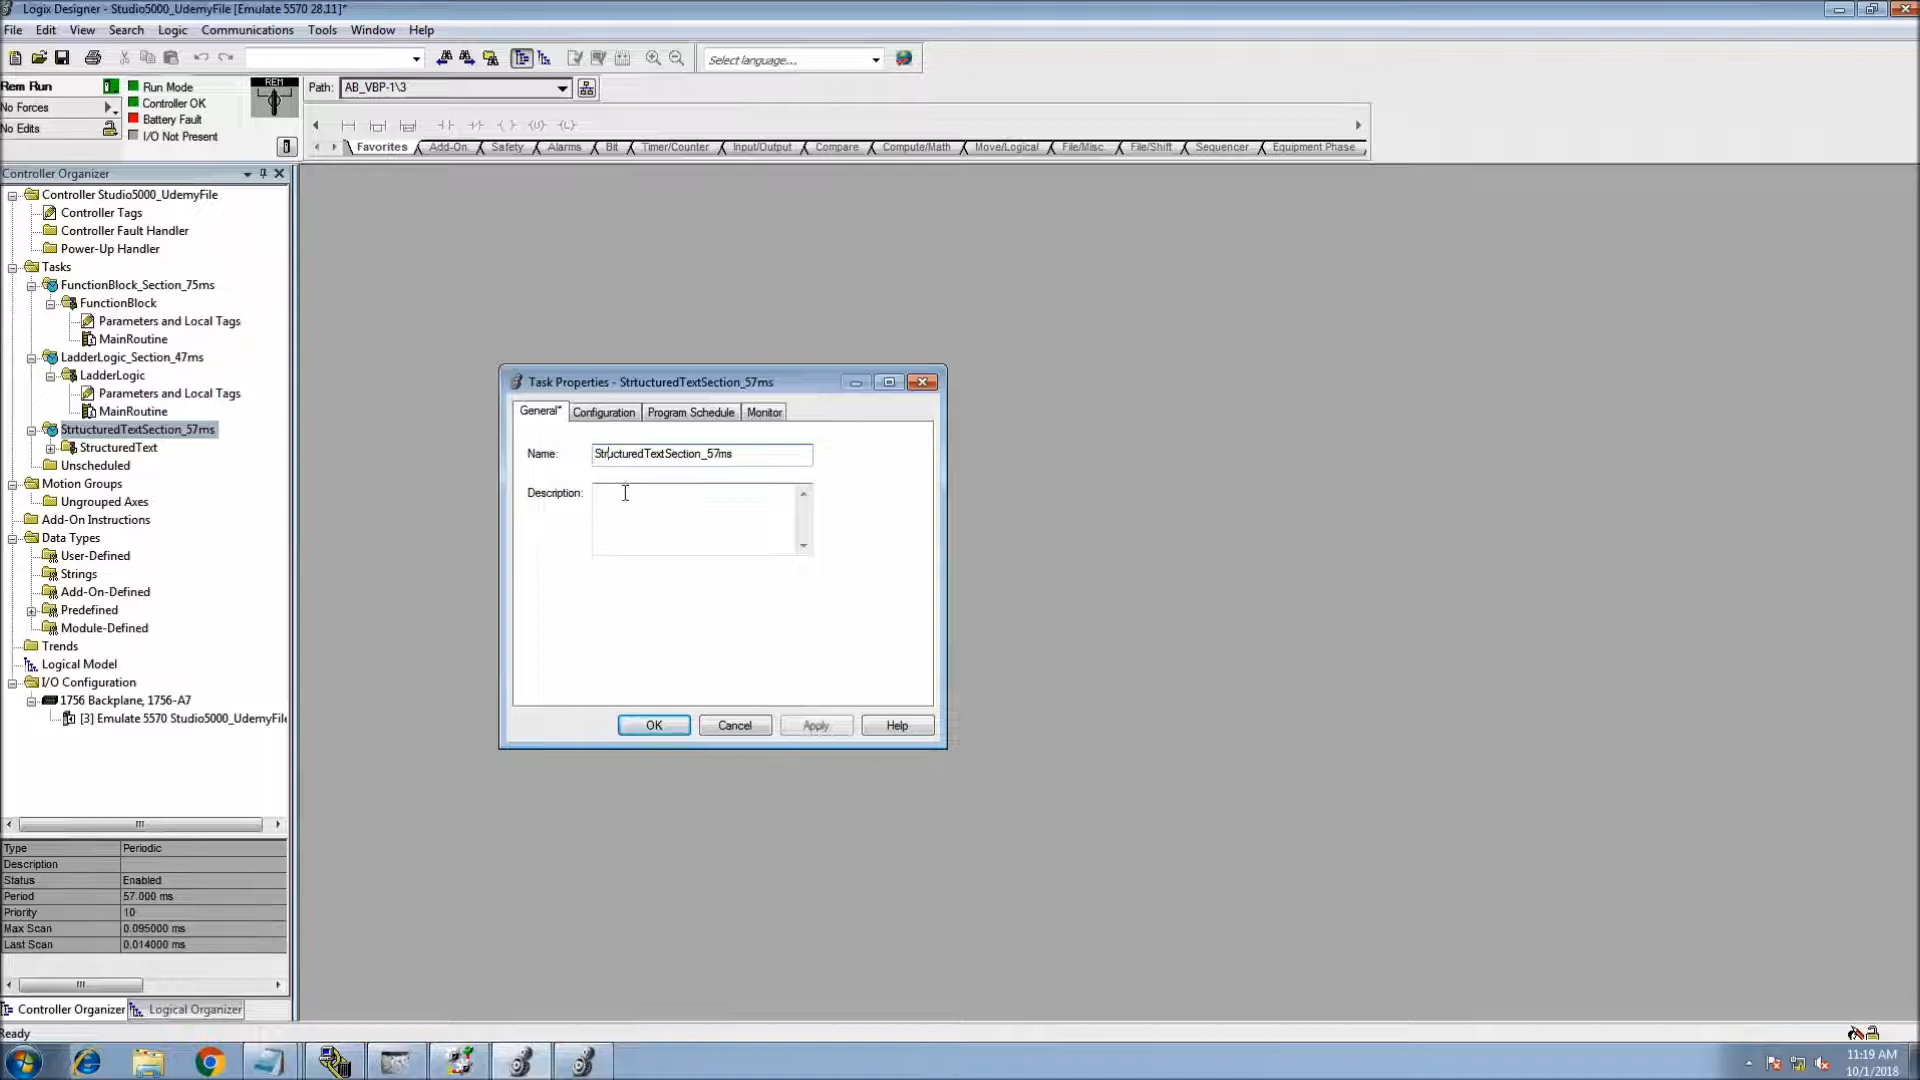 Logix Designer - Studio5000_UdemyFile [Emulate 5570 28.11]*
File Edit View Search Logic Communications Tools Window Help
Select language...
Rem Run
Run Mode
No Forces
Controller OK
Battery Fault
No Edits
I/O Not Present
REM
Path: AB_VBP-1\3
Favorites Add-On Safety Alarms Bit Timer/Counter Input/Output Compare Compute/Math Move/Logical File/Misc. File/Shift Sequencer Equipment Phase
Controller Organizer
Controller Studio5000_UdemyFile
Controller Tags
Controller Fault Handler
Power-Up Handler
Tasks
FunctionBlock_Section_75ms
FunctionBlock
Parameters and Local Tags
MainRoutine
LadderLogic_Section_47ms
LadderLogic
Parameters and Local Tags
MainRoutine
StrtucturedTextSection_57ms
StructuredText
Unscheduled
Motion Groups
Ungrouped Axes
Add-On Instructions
Data Types
User-Defined
Strings
Add-On-Defined
Predefined
Module-Defined
Trends
Logical Model
I/O Configuration
1756 Backplane, 1756-A7
[3] Emulate 5570 Studio5000_UdemyFile
Type Periodic
Description
Status Enabled
Period 57.000 ms
Priority 10
Max Scan 0.095000 ms
Last Scan 0.014000 ms
Controller Organizer Logical Organizer
Ready
Task Properties - StrtucturedTextSection_57ms
General* Configuration Program Schedule Monitor
Name: StructuredTextSection_57ms
Description:
OK Cancel Apply Help
11:19 AM
10/1/2018